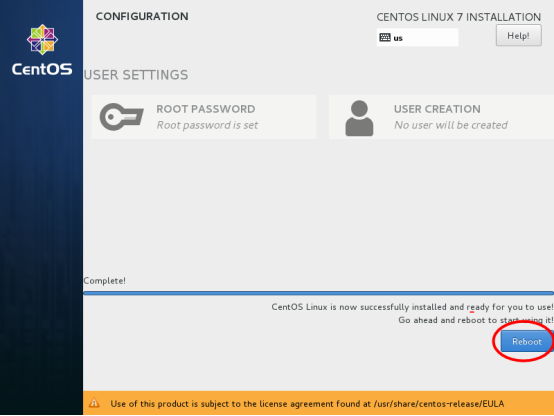 CONFIGURATION
CENTOS LINUX 7 INSTALLATION
us
Help!
CentOS
USER SETTINGS
ROOT PASSWORD
Root password is set
USER CREATION
No user will be created
Complete!
CentOS Linux is now successfully installed and ready for you to use!
Go ahead and reboot to start using it!
Reboot
Use of this product is subject to the license agreement found at /usr/share/centos-release/EULA